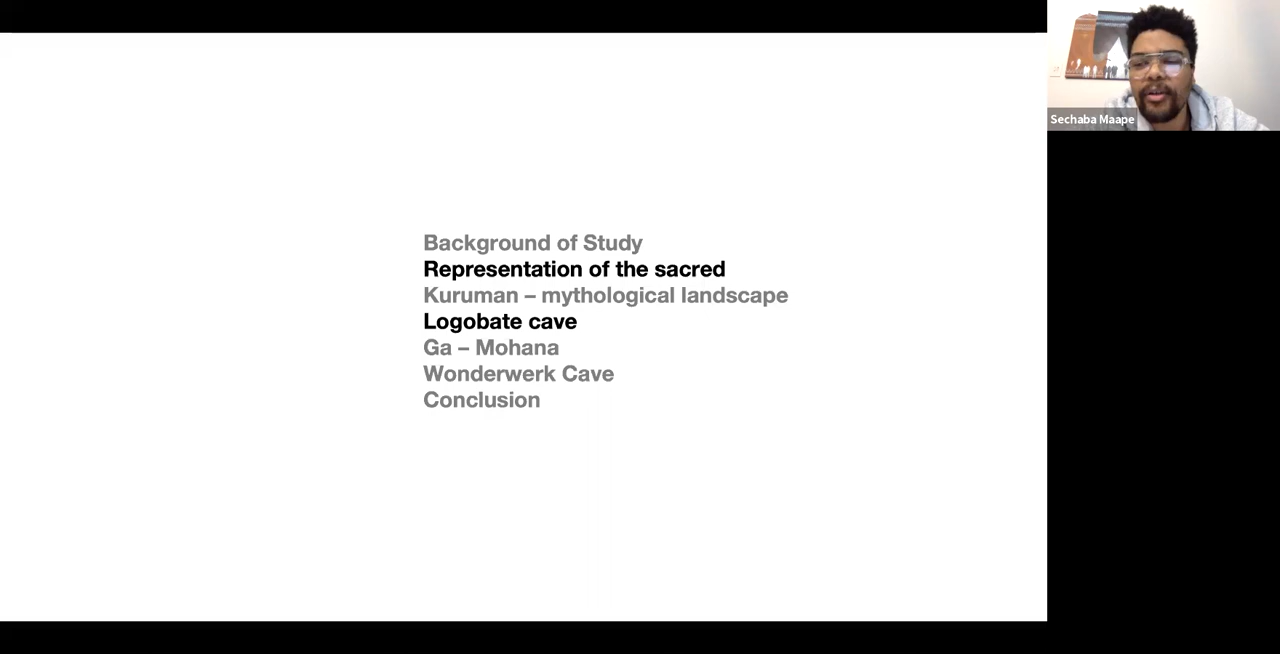 Background of Study
Representation of the sacred
Kuruman – mythological landscape
Logobate cave
Ga – Mohana
Wonderwerk Cave
Conclusion
Sechaba Maape